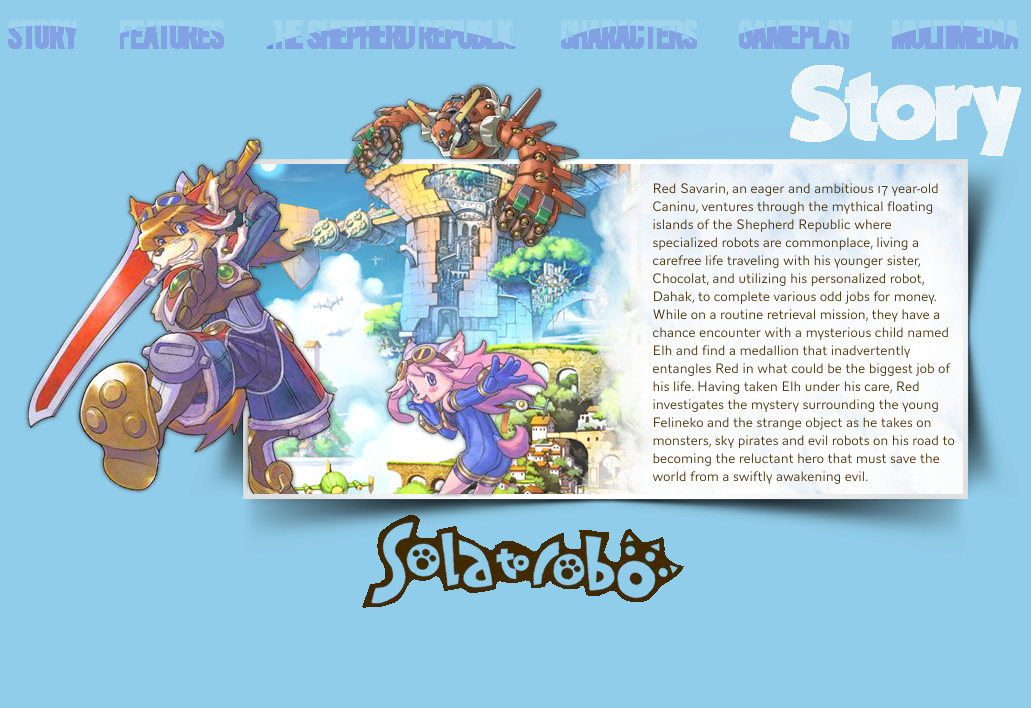 STORY FEATURES THE SHEPHERD REPUBLIC CHARACTERS GAMEPLAY MULTIMEDIA
Story
Red Savarin, an eager and ambitious 17 year-old
Caninu, ventures through the mythical floating
islands of the Shepherd Republic where
specialized robots are commonplace, living a
carefree life traveling with his younger sister,
Chocolat, and utilizing his personalized robot,
Dahak, to complete various odd jobs for money.
While on a routine retrieval mission, they have a
chance encounter with a mysterious child named
Elh and find a medallion that inadvertently
entangles Red in what could be the biggest job of
his life. Having taken Elh under his care, Red
investigates the mystery surrounding the young
Felineko and the strange object as he takes on
monsters, sky pirates and evil robots on his road to
becoming the reluctant hero that must save the
world from a swiftly awakening evil.
Solatorobo